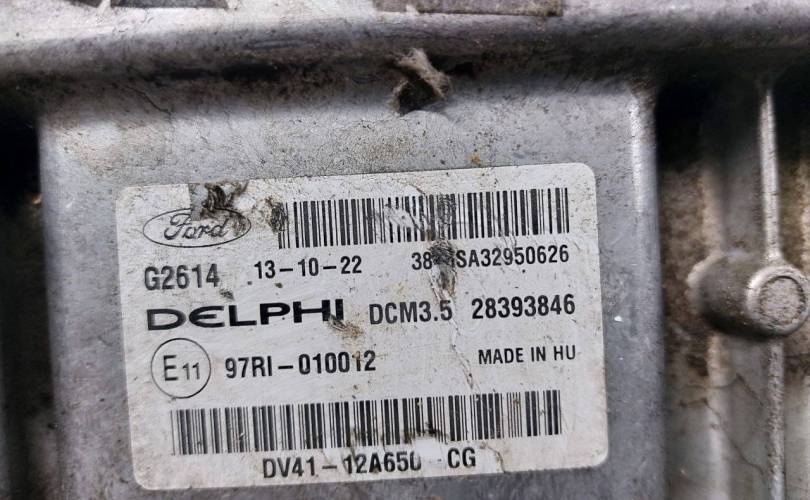 Ford
G2614 13-10-22 SA32950626
DELPHI DCM3.5 28393846
E11 97RI-010012 MADE IN HU
DV41-12A650 CG